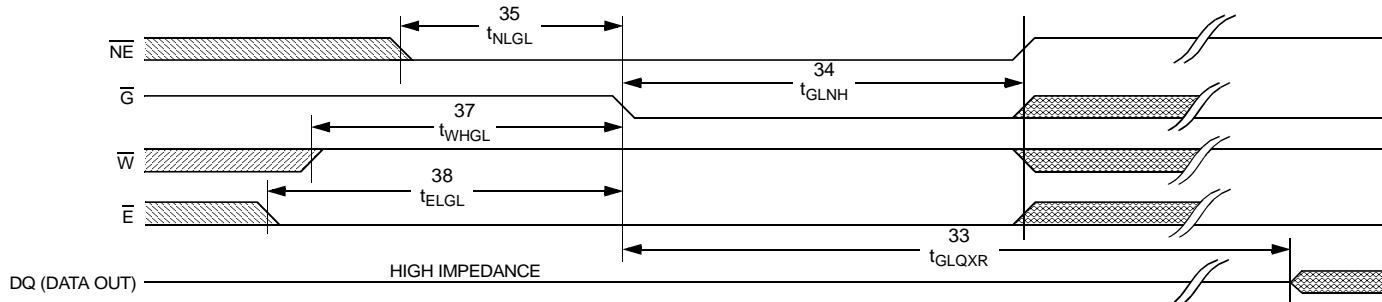 35
tNLGL
NE
34
tGLNH
G
37
tWHGL
W
38
tELGL
E
33
tGLQXR
HIGH IMPEDANCE
DQ (DATA OUT)